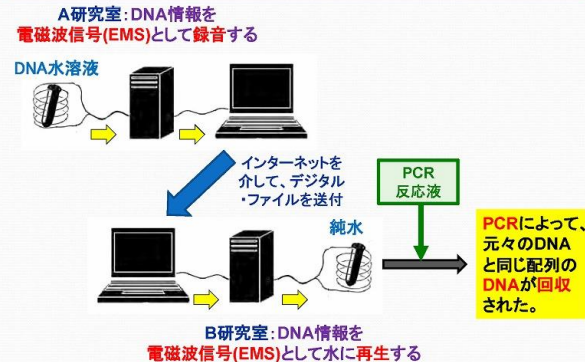 A研究室:DNA情報を
電磁波信号(EMS)として録音する
DNA水溶液
インターネットを
介して、デジタル
・ファイルを送付
PCR
反応液
純水
PCRによって、
元々のDNA
と同じ配列の
DNAが回収
された。
B研究室:DNA情報を
電磁波信号(EMS)として水に再生する